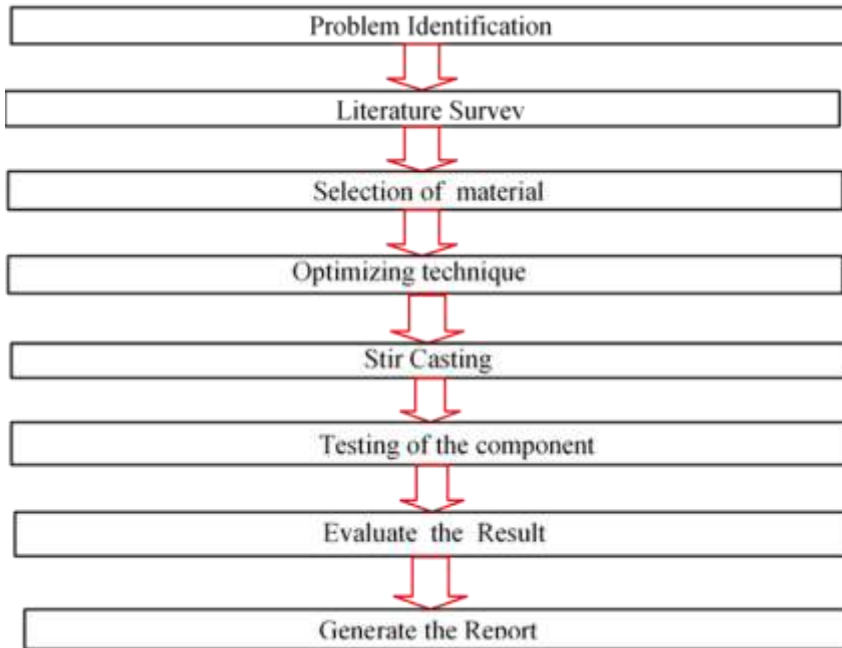 Problem Identification
Literature Survey
Selection of material
Optimizing technique
Stir Casting
Testing of the component
Evaluate the Result
Generate the Report